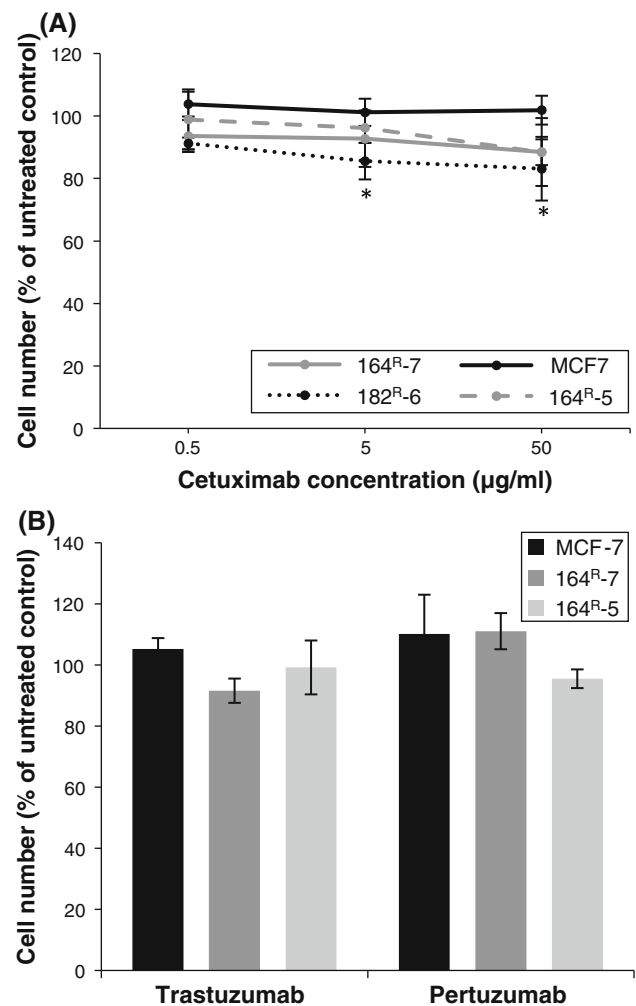 (A)
Cell number (% of untreated control)
120
100
80
60
40
20
0
*
*
164ᴿ-7
MCF7
182ᴿ-6
164ᴿ-5
0.5
5
50
Cetuximab concentration (µg/ml)
(B)
Cell number (% of untreated control)
140
120
100
80
60
40
20
0
MCF-7
164ᴿ-7
164ᴿ-5
Trastuzumab
Pertuzumab